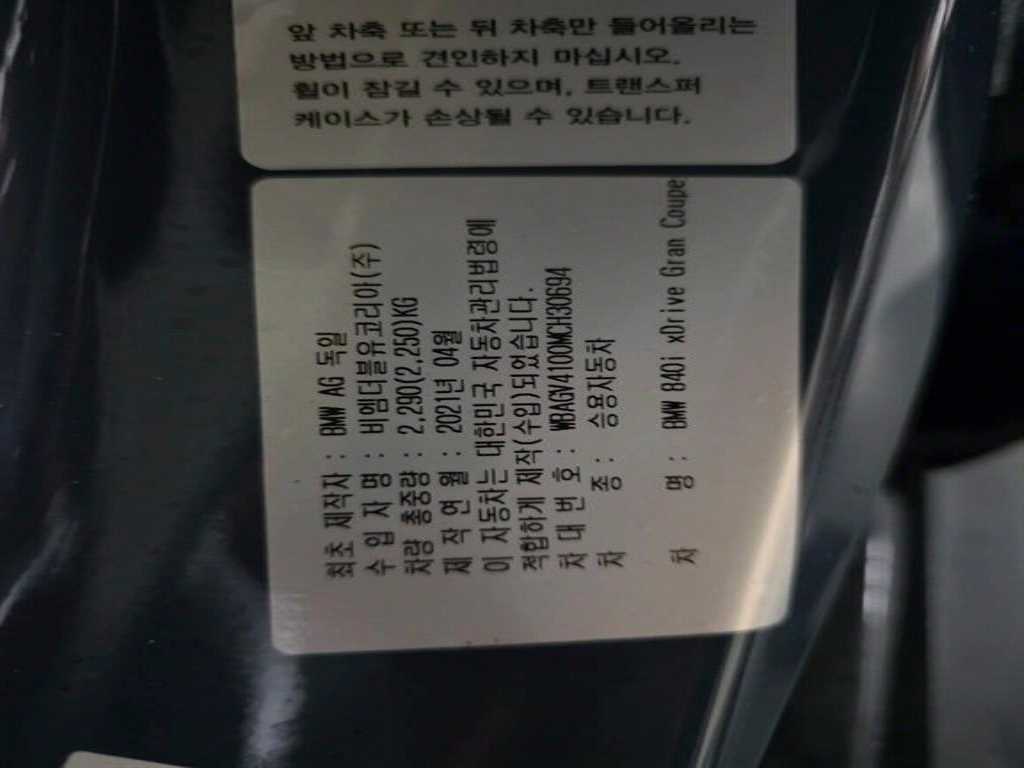 앞 차축 또는 뒤 차축만 들어올리는
방법으로 견인하지 마십시오.
휠이 잠길 수 있으며, 트랜스퍼
케이스가 손상될 수 있습니다.
최초 제작자 : BMW AG 독일
수 입 자 명 : 비엠더블유코리아(주)
차량 총중량 : 2,290(2,250)KG
제 작 연 월 : 2021년 04월
이 자동차는 대한민국 자동차관리법령에
적합하게 제작(수입)되었습니다.
차 대 번 호 : WBAGV4100MCH30694
차 종 : 승용자동차
차 명 : BMW 840i xDrive Gran Coupe